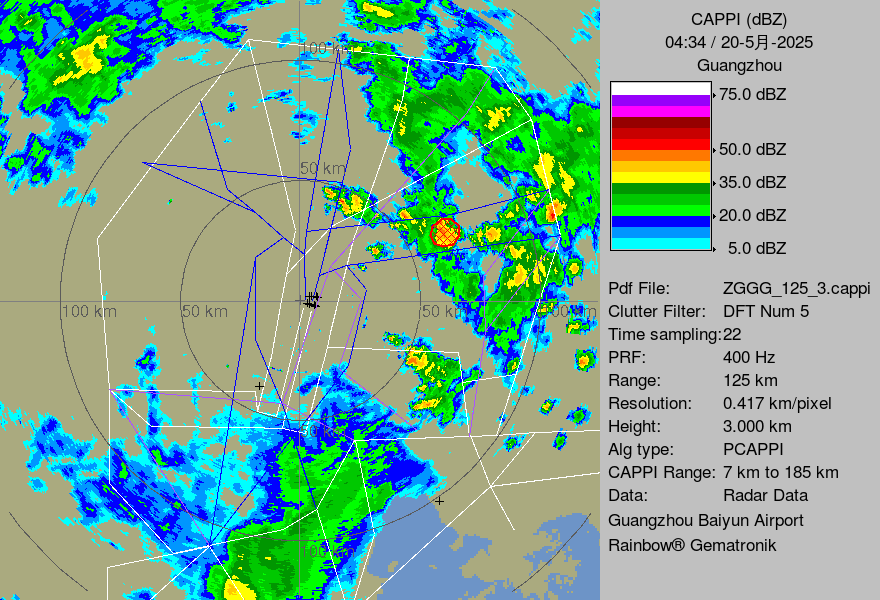 CAPPI (dBZ)
04:34 / 20-5月-2025
Guangzhou
75.0 dBZ
50.0 dBZ
35.0 dBZ
20.0 dBZ
5.0 dBZ
Pdf File: ZGGG_125_3.cappi
Clutter Filter: DFT Num 5
Time sampling:22
PRF: 400 Hz
Range: 125 km
Resolution: 0.417 km/pixel
Height: 3.000 km
Alg type: PCAPPI
CAPPI Range: 7 km to 185 km
Data: Radar Data
Guangzhou Baiyun Airport
Rainbow® Gematronik
100 km
50 km
100 km
50 km
50 km
100 km
50 km
100 km